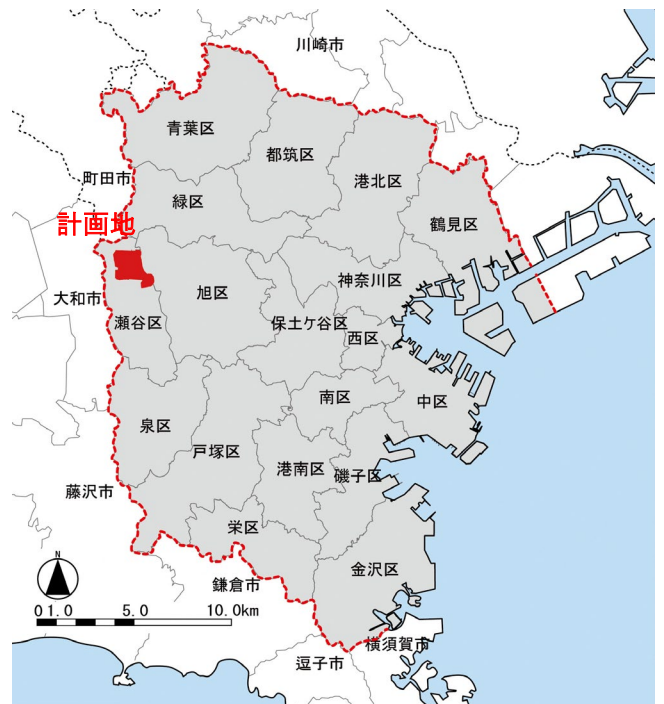 川崎市
青葉区
都筑区
港北区
町田市
緑区
計画地
鶴見区
神奈川区
旭区
大和市
瀬谷区
保土ケ谷区
西区
南区
中区
泉区
戸塚区
港南区
磯子区
藤沢市
栄区
金沢区
鎌倉市
N
0 1.0 5.0 10.0km
横須賀市
逗子市